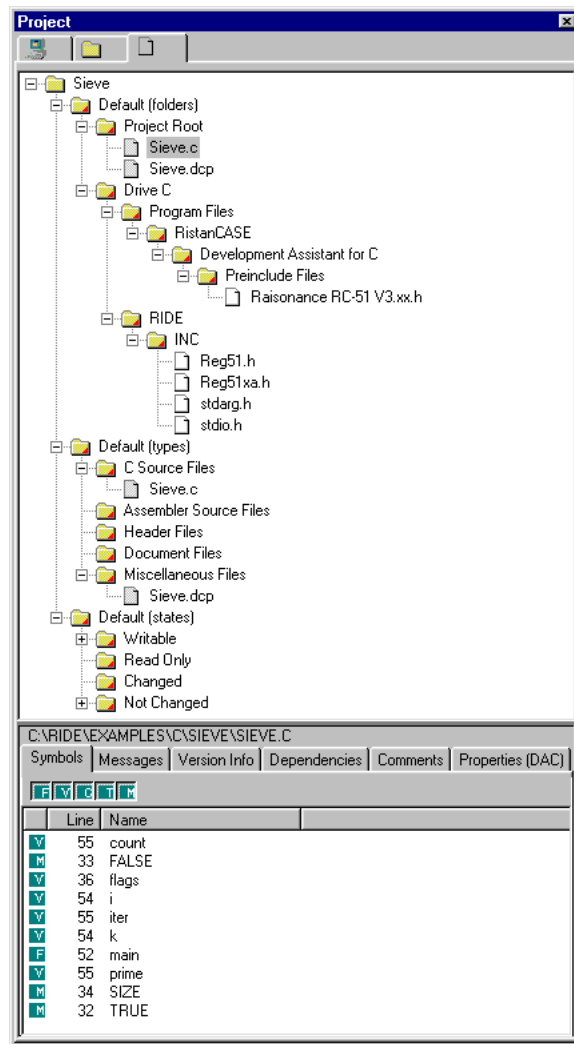 Project
Sieve
Default (folders)
Project Root
Sieve.c
Sieve.dcp
Drive C
Program Files
RistanCASE
Development Assistant for C
Preinclude Files
Raisonance RC-51 V3.xx.h
RIDE
INC
Reg51.h
Reg51xa.h
stdarg.h
stdio.h
Default (types)
C Source Files
Sieve.c
Assembler Source Files
Header Files
Document Files
Miscellaneous Files
Sieve.dcp
Default (states)
Writable
Read Only
Changed
Not Changed
C:\RIDE\EXAMPLES\C\SIEVE\SIEVE.C
Symbols Messages Version Info Dependencies Comments Properties (DAC)
F V C T M
Line Name
V 55 count
M 33 FALSE
V 36 flags
V 54 i
V 55 iter
V 54 k
F 52 main
V 55 prime
M 34 SIZE
M 32 TRUE